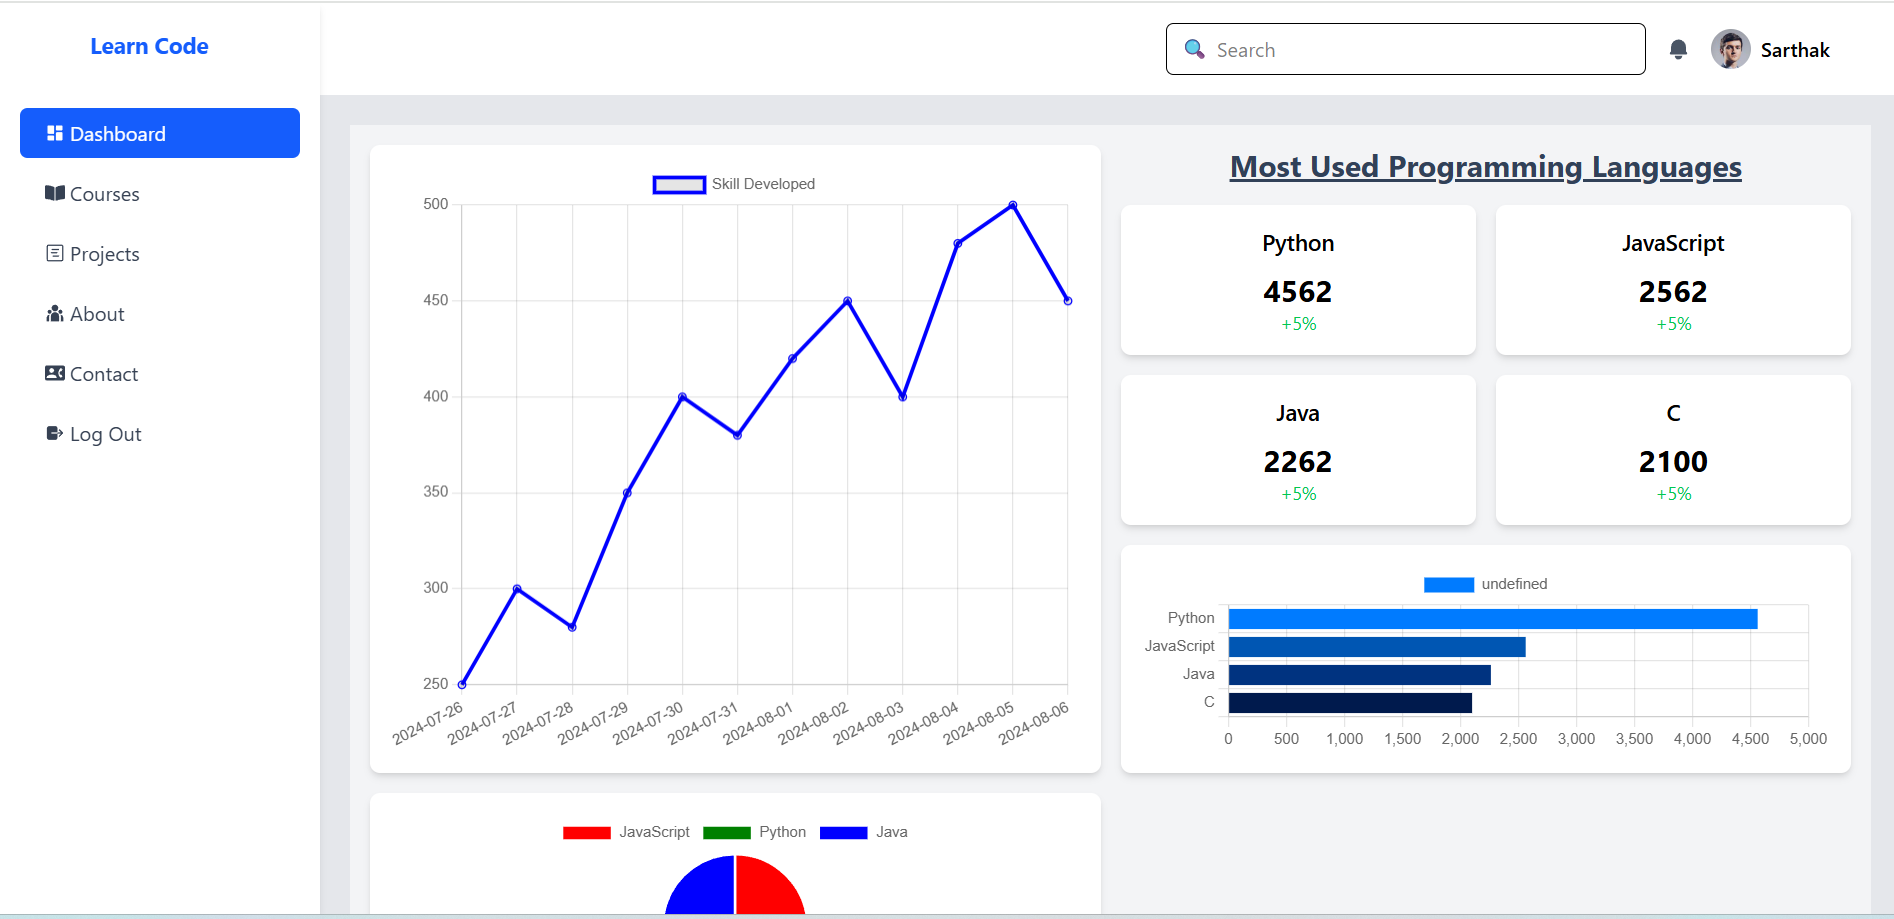 Learn Code
Search
Sarthak
Dashboard
Courses
Projects
About
Contact
Log Out
Skill Developed
500
450
400
350
300
250
2024-07-26 2024-07-27 2024-07-28 2024-07-29 2024-07-30 2024-07-31 2024-08-01 2024-08-02 2024-08-03 2024-08-04 2024-08-05 2024-08-06
Most Used Programming Languages
Python
4562
+5%
JavaScript
2562
+5%
Java
2262
+5%
C
2100
+5%
undefined
Python
JavaScript
Java
C
0 500 1,000 1,500 2,000 2,500 3,000 3,500 4,000 4,500 5,000
JavaScript Python Java